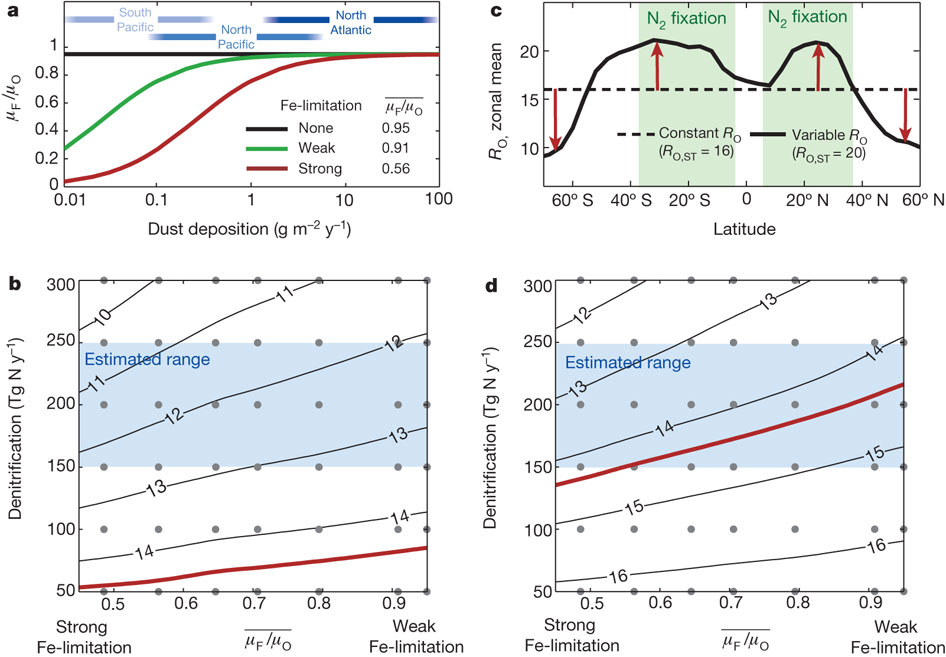 a
South
Pacific
North
Pacific
North
Atlantic
μF/μO
1
0.8
0.6
0.4
0.2
0
Fe-limitation μF/μO
None 0.95
Weak 0.91
Strong 0.56
0.01 0.1 1 10 100
Dust deposition (g m–2 y–1)
c
N2 fixation N2 fixation
RO, zonal mean
20
15
10
Constant RO
(RO,ST = 16)
Variable RO
(RO,ST = 20)
60° S 40° S 20° S 0 20° N 40° N 60° N
Latitude
b
Denitrification (Tg N y–1)
300
250
200
150
100
50
Estimated range
10
11
11
12
12
13
13
14
14
0.5 0.6 0.7 0.8 0.9
Strong
Fe-limitation
μF/μO
Weak
Fe-limitation
d
Denitrification (Tg N y–1)
300
250
200
150
100
50
Estimated range
12
13
13
14
14
15
15
16
16
0.5 0.6 0.7 0.8 0.9
Strong
Fe-limitation
μF/μO
Weak
Fe-limitation